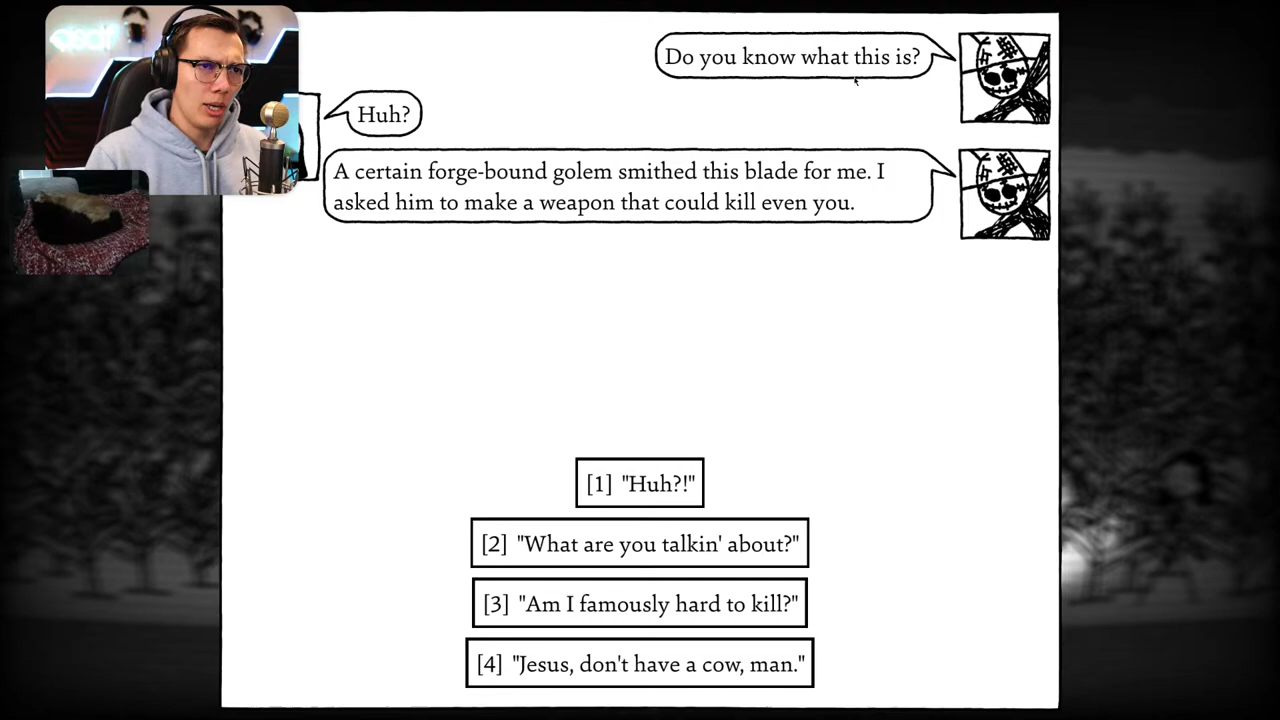 Do you know what this is?
Huh?
A certain forge-bound golem smithed this blade for me. I
asked him to make a weapon that could kill even you.
[1] "Huh?!"
[2] "What are you talkin' about?"
[3] "Am I famously hard to kill?"
[4] "Jesus, don't have a cow, man."